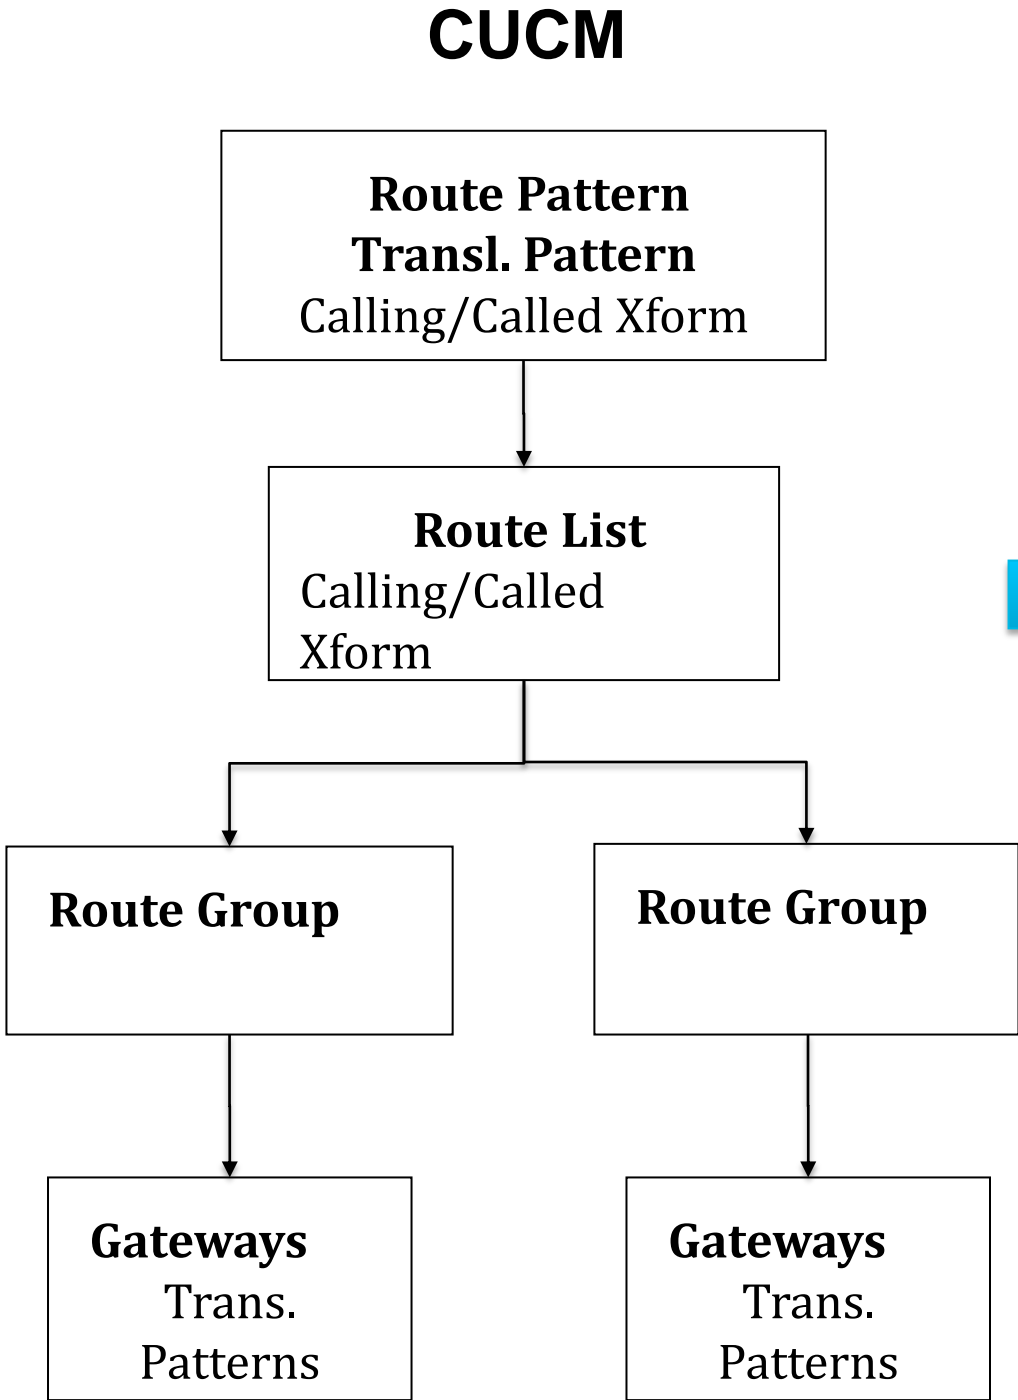 CUCM
Route Pattern
Transl. Pattern
Calling/Called Xform
Route List
Calling/Called
Xform
Route Group
Route Group
Gateways
Trans.
Patterns
Gateways
Trans.
Patterns